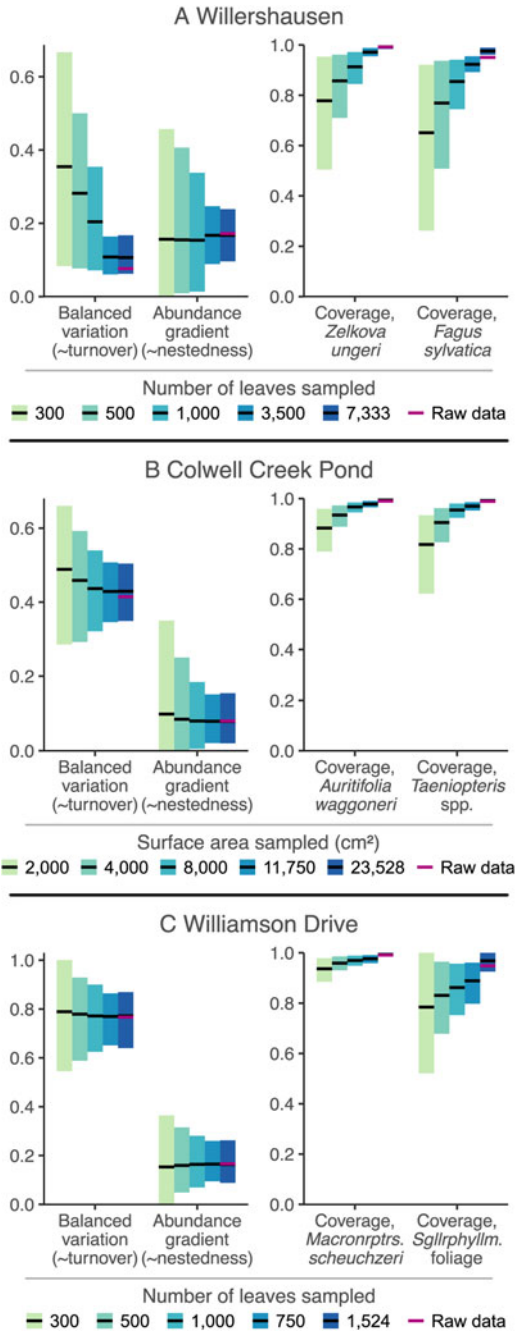 A Willershausen
0.6
0.4
0.2
0.0
1.0
0.8
0.6
0.4
0.2
0.0
Balanced variation (~turnover)
Abundance gradient (~nestedness)
Coverage, Zelkova ungeri
Coverage, Fagus sylvatica
Number of leaves sampled
300 500 1,000 3,500 7,333 Raw data
B Colwell Creek Pond
0.6
0.4
0.2
0.0
1.0
0.8
0.6
0.4
0.2
0.0
Balanced variation (~turnover)
Abundance gradient (~nestedness)
Coverage, Auritifolia waggoneri
Coverage, Taeniopteris spp.
Surface area sampled (cm²)
2,000 4,000 8,000 11,750 23,528 Raw data
C Williamson Drive
1.0
0.8
0.6
0.4
0.2
0.0
1.0
0.8
0.6
0.4
0.2
0.0
Balanced variation (~turnover)
Abundance gradient (~nestedness)
Coverage, Macronrptrs. scheuchzeri
Coverage, Sgllrphyllm. foliage
Number of leaves sampled
300 500 1,000 750 1,524 Raw data